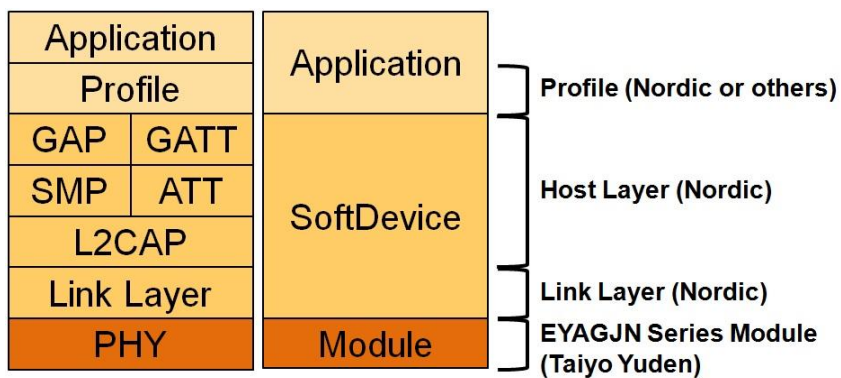 Application
Profile
GAP GATT
SMP ATT
L2CAP
Link Layer
PHY
Application
SoftDevice
Module
Profile (Nordic or others)
Host Layer (Nordic)
Link Layer (Nordic)
EYAGJN Series Module
(Taiyo Yuden)